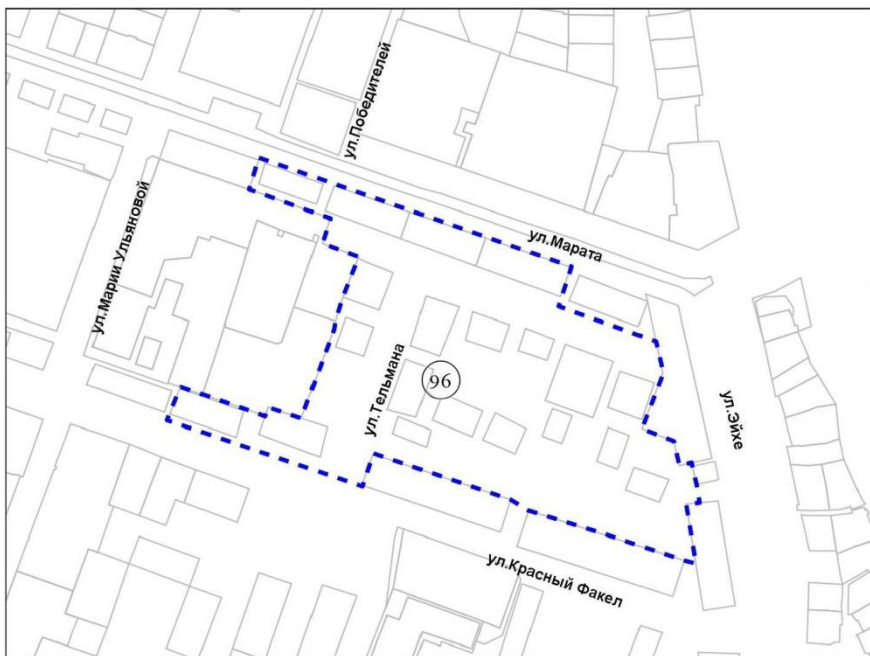 ул.Победителей
ул.Марии Ульяновой
ул.Марата
ул.Тельмана
96
ул.Эйхе
ул.Красный Факел